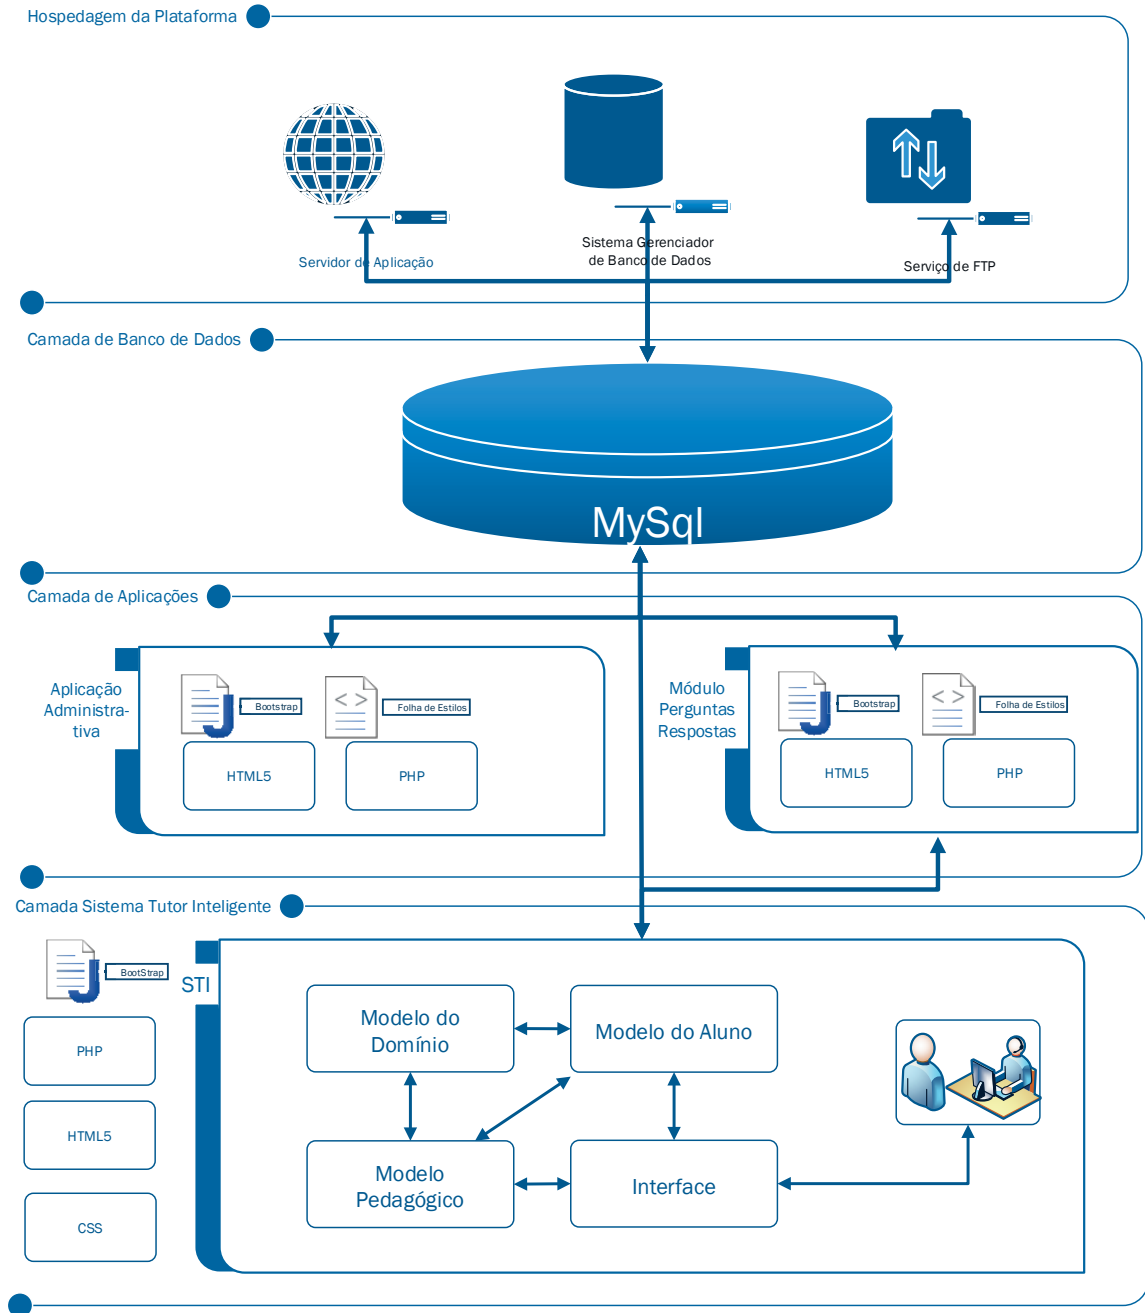 Hospedagem da Plataforma
Servidor de Aplicação
Sistema Gerenciador
de Banco de Dados
Serviço de FTP
Camada de Banco de Dados
MySql
Camada de Aplicações
Aplicação
Administra-
tiva
Bootstrap
Folha de Estilos
HTML5
PHP
Módulo
Perguntas
Respostas
Bootstrap
Folha de Estilos
HTML5
PHP
Camada Sistema Tutor Inteligente
BootStrap
PHP
HTML5
CSS
STI
Modelo do
Domínio
Modelo do Aluno
Modelo
Pedagógico
Interface